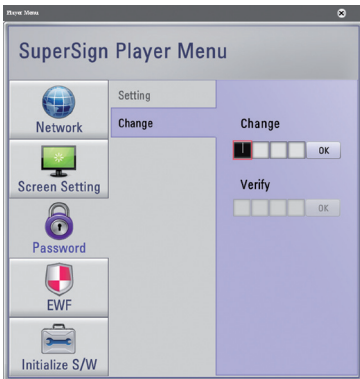 Player Menu
SuperSign Player Menu
Network
Screen Setting
Password
EWF
Initialize S/W
Setting
Change
Change
OK
Verify
OK